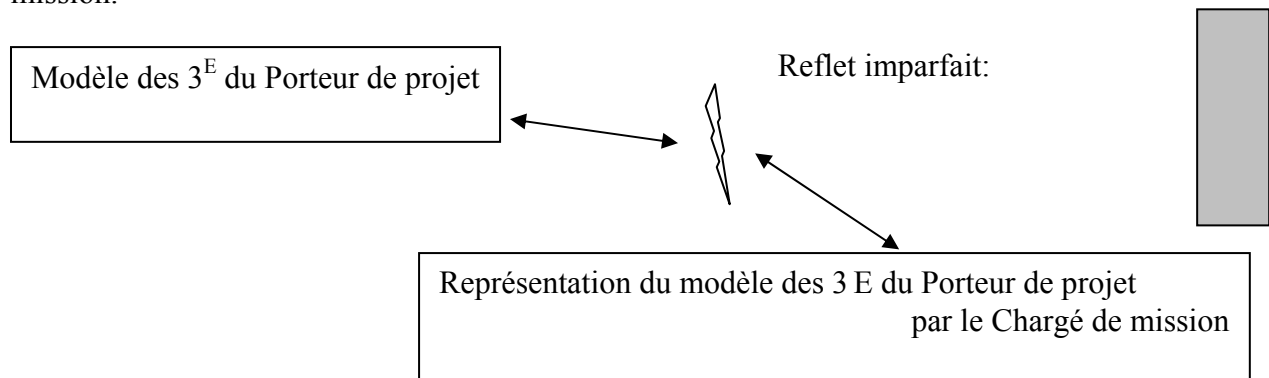 mission.
Modèle des 3E du Porteur de projet
Reflet imparfait:
Représentation du modèle des 3 E du Porteur de projet
par le Chargé de mission